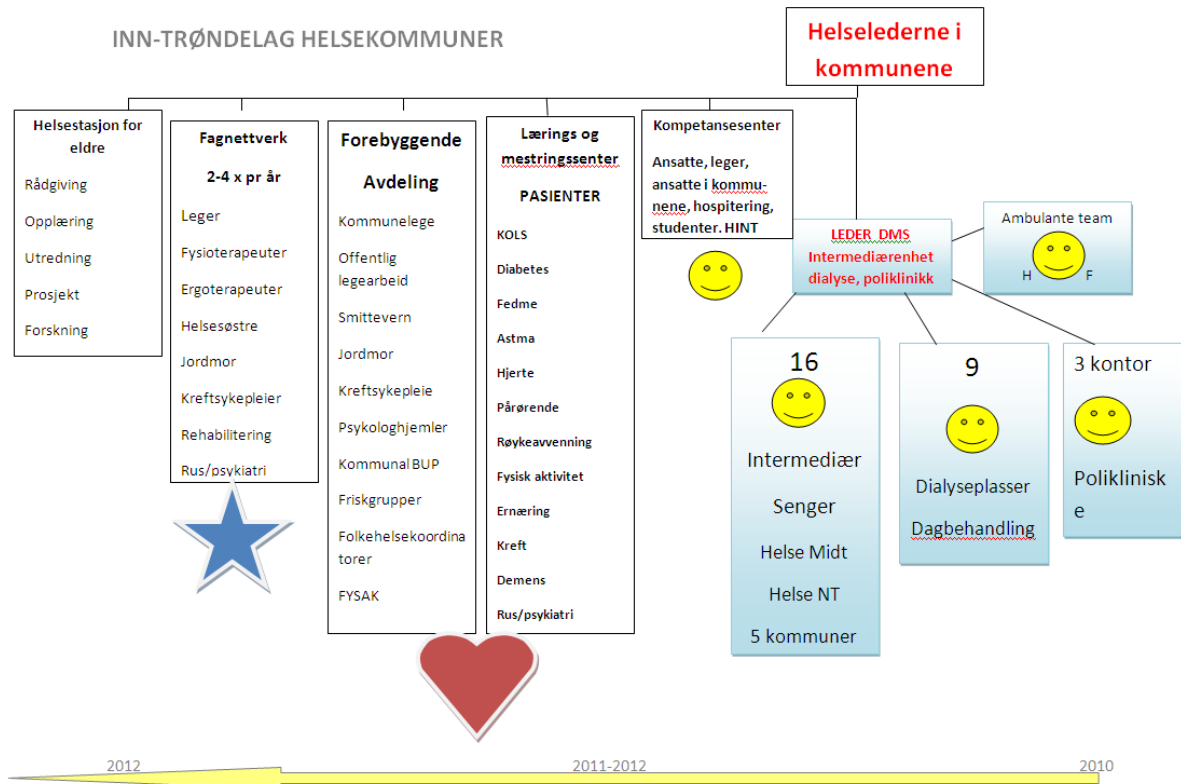 INN-TRØNDELAG HELSEKOMMUNER
Helselederne i
kommunene
Helsestasjon for
eldre
Rådgiving
Opplæring
Utredning
Prosjekt
Forskning
Fagnettverk
2-4 x pr år
Leger
Fysioterapeuter
Ergoterapeuter
Helsesøstre
Jordmor
Kreftsykepleier
Rehabilitering
Rus/psykiatri
Forebyggende
Avdeling
Kommunelege
Offentlig
legearbeid
Smittevern
Jordmor
Kreftsykepleie
Psykologhjemler
Kommunal BUP
Friskgrupper
Folkehelsekoordina
torer
FYSAK
Lærings og
mestringssenter
PASIENTER
KOLS
Diabetes
Fedme
Astma
Hjerte
Pårørende
Røykeavvenning
Fysisk aktivitet
Ernæring
Kreft
Demens
Rus/psykiatri
Kompetansesenter
Ansatte, leger,
ansatte i kommu-
nene, hospitering,
studenter. HINT
LEDER DMS
Intermediærenhet
dialyse, poliklinikk
Ambulante team
H F
16
Intermediær
Senger
Helse Midt
Helse NT
5 kommuner
9
Dialyseplasser
Dagbehandling
3 kontor
Poliklinisk
e
2012
2011-2012
2010